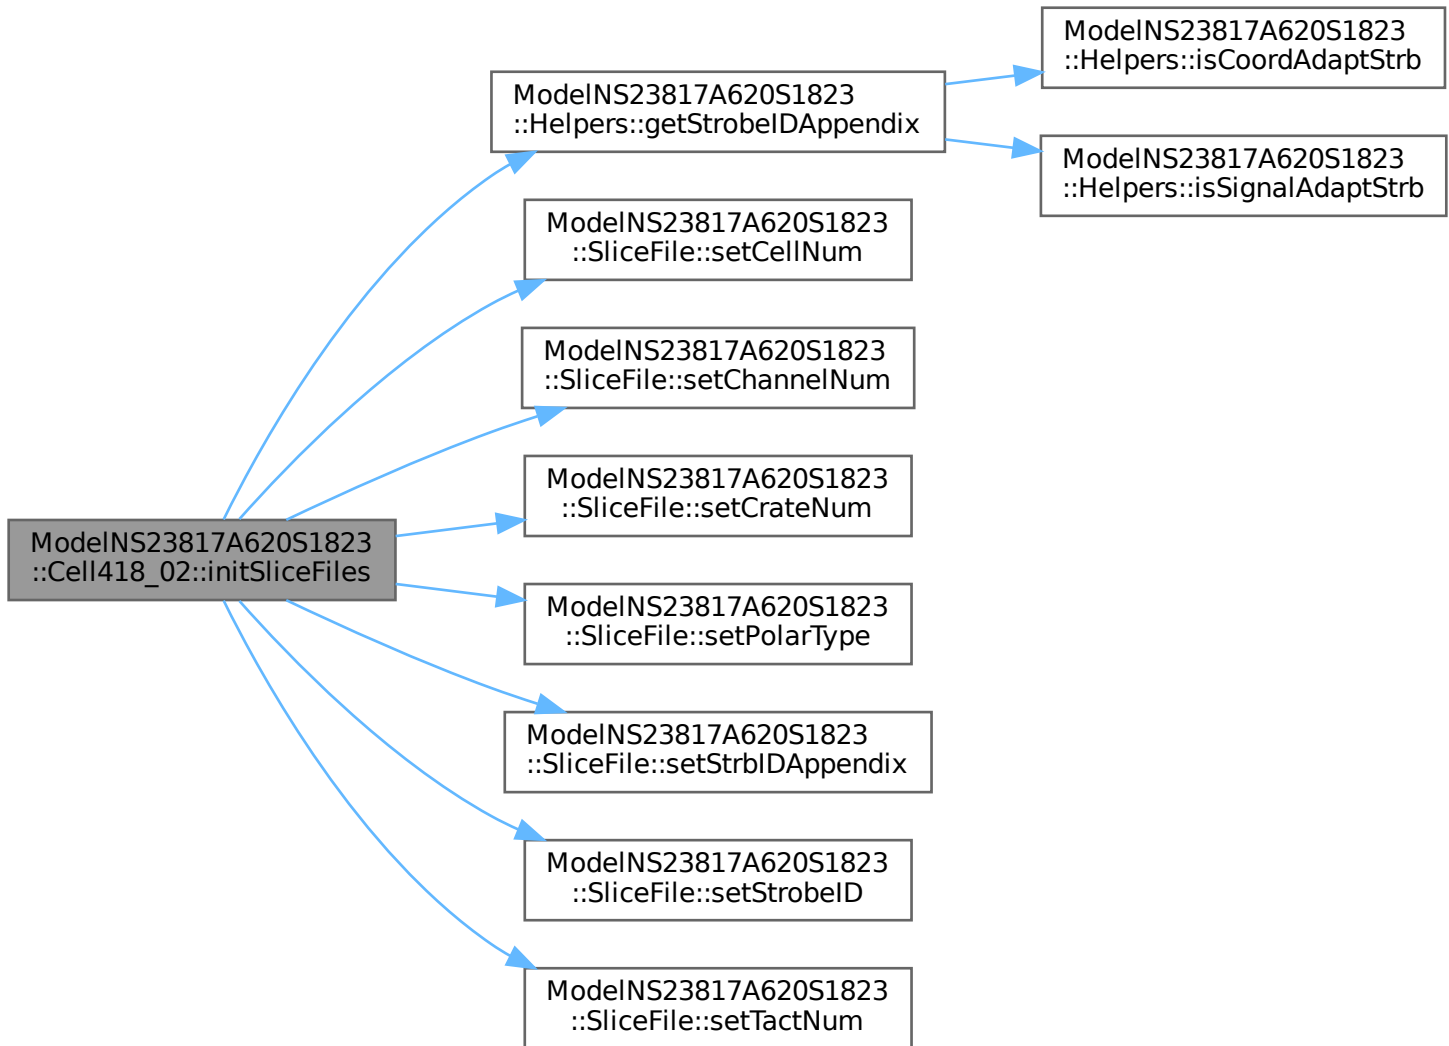 ModelNS23817A620S1823
::Cell418_02::initSliceFiles
ModelNS23817A620S1823
::Helpers::getStrobeIDAppendix
ModelNS23817A620S1823
::Helpers::isCoordAdaptStrb
ModelNS23817A620S1823
::Helpers::isSignalAdaptStrb
ModelNS23817A620S1823
::SliceFile::setCellNum
ModelNS23817A620S1823
::SliceFile::setChannelNum
ModelNS23817A620S1823
::SliceFile::setCrateNum
ModelNS23817A620S1823
::SliceFile::setPolarType
ModelNS23817A620S1823
::SliceFile::setStrbIDAppendix
ModelNS23817A620S1823
::SliceFile::setStrobeID
ModelNS23817A620S1823
::SliceFile::setTactNum